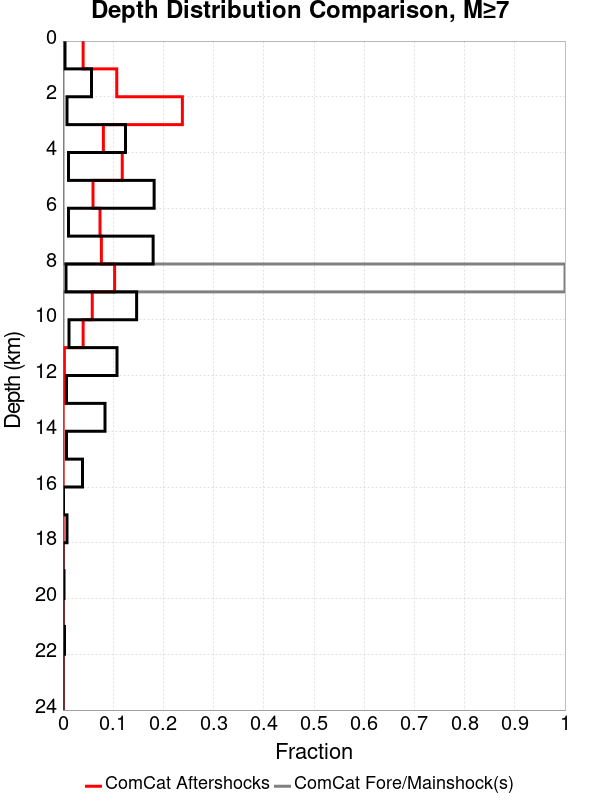 Depth Distribution Comparison, M≥7
0
2
4
6
8
10
12
14
16
18
20
22
24
Depth (km)
0 0.1 0.2 0.3 0.4 0.5 0.6 0.7 0.8 0.9 1
Fraction
ComCat Aftershocks ComCat Fore/Mainshock(s)